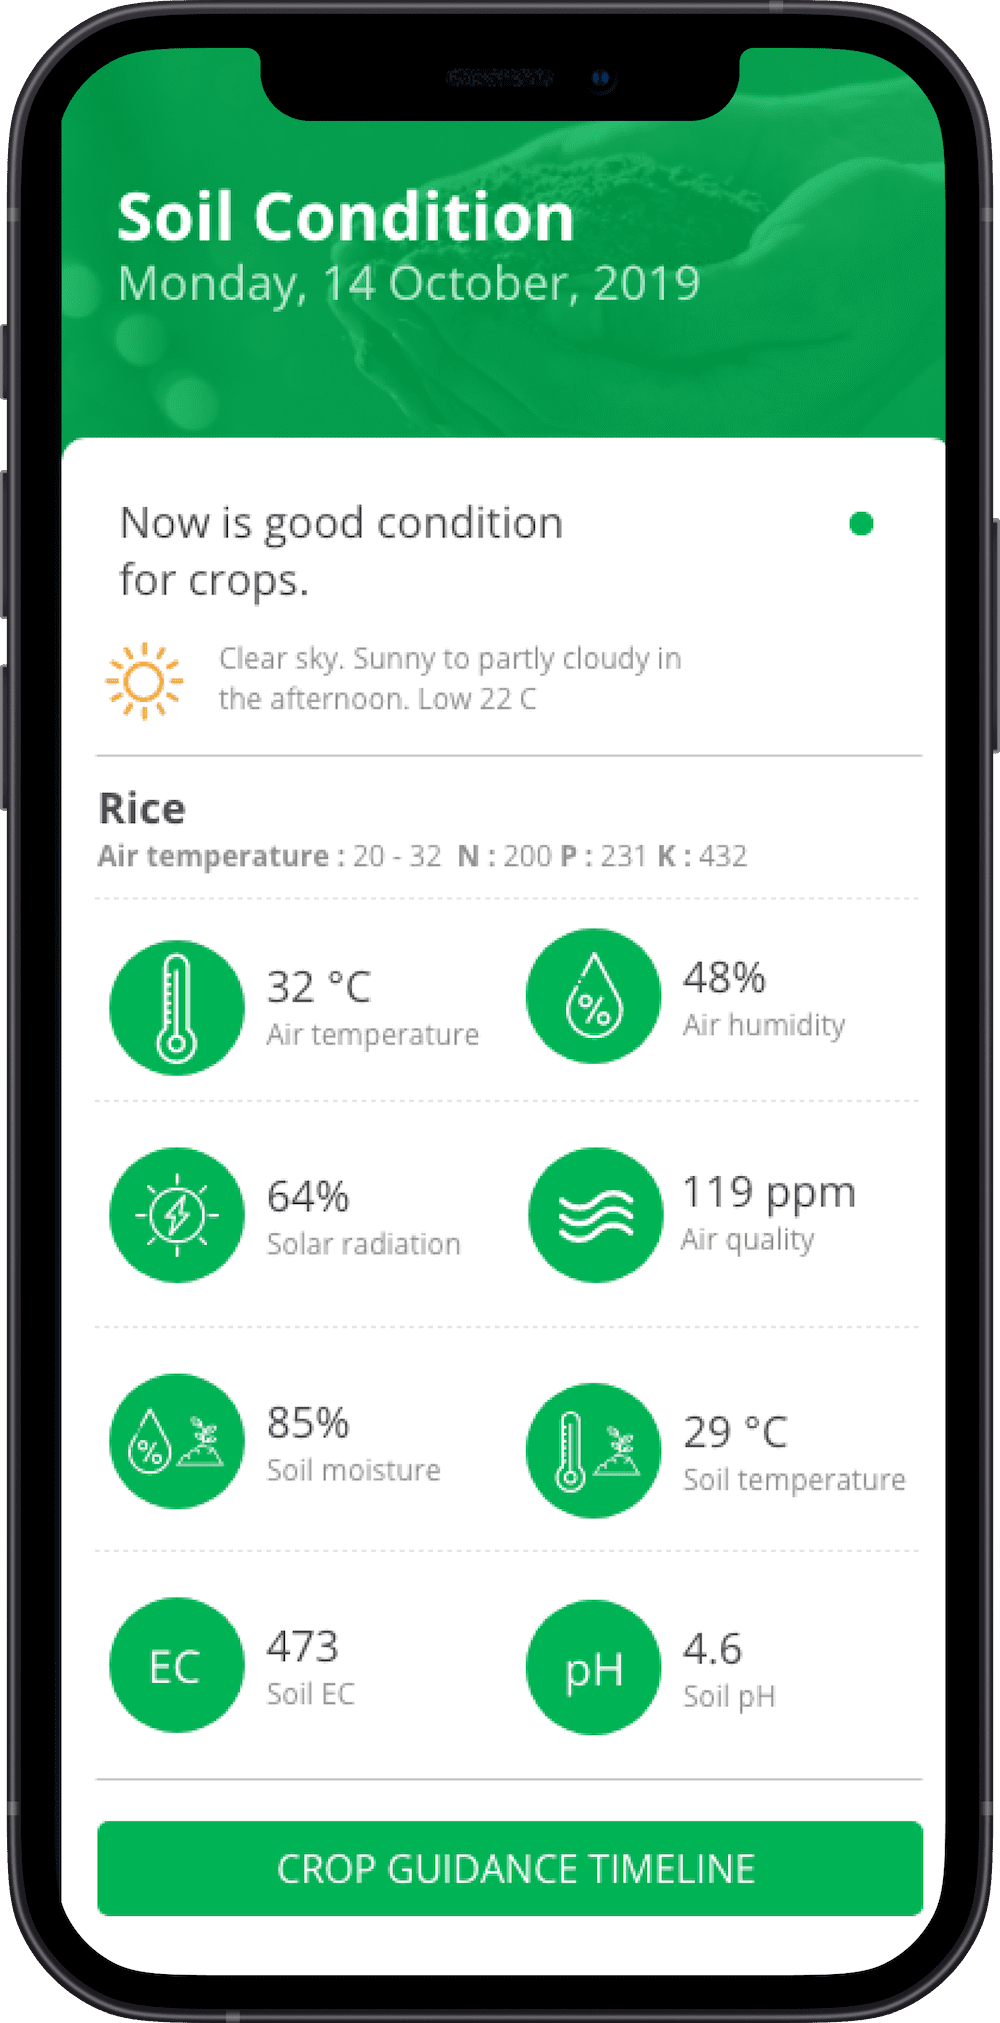 Soil Condition
Monday, 14 October, 2019
Now is good condition
for crops.
Clear sky. Sunny to partly cloudy in
the afternoon. Low 22 C
Rice
Air temperature : 20 - 32 N : 200 P : 231 K : 432
32 °C
Air temperature
%
48%
Air humidity
64%
Solar radiation
119 ppm
Air quality
%
85%
Soil moisture
29 °C
Soil temperature
EC
473
Soil EC
pH
4.6
Soil pH
CROP GUIDANCE TIMELINE